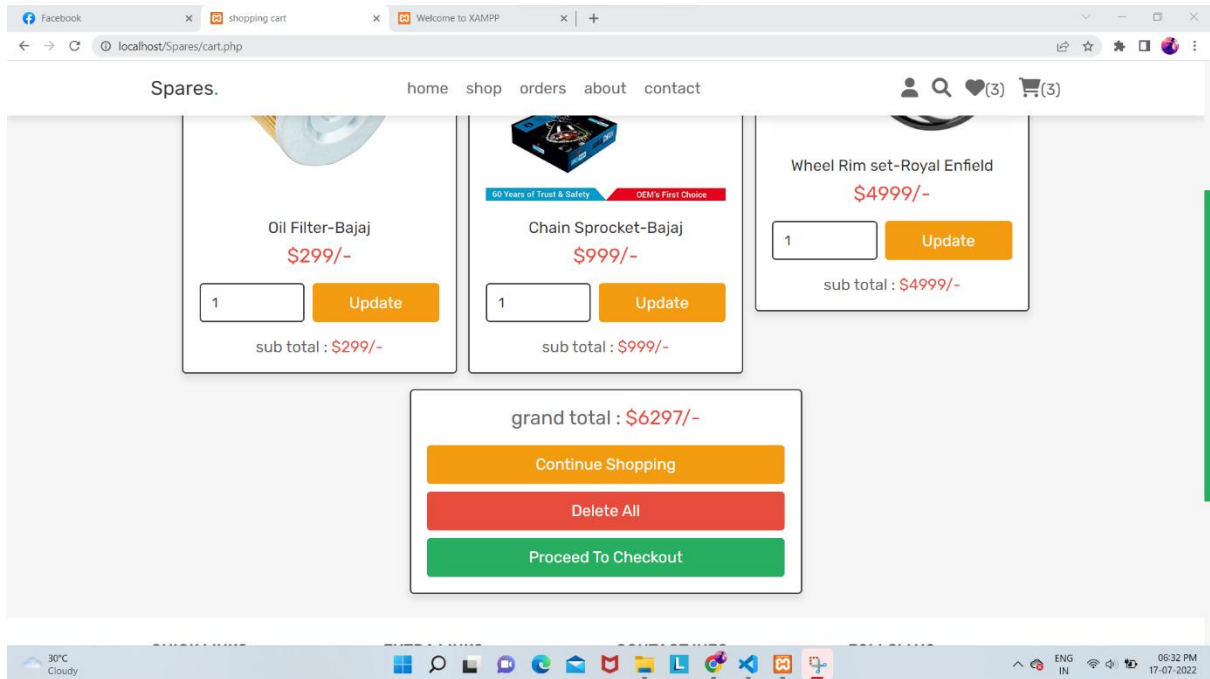 Facebook
shopping cart
Welcome to XAMPP
localhost/Spares/cart.php
Spares.
home shop orders about contact
(3) (3)
60 Years of Trust & Safety OEM's First Choice
Oil Filter-Bajaj
$299/-
1 Update
sub total : $299/-
Chain Sprocket-Bajaj
$999/-
1 Update
sub total : $999/-
Wheel Rim set-Royal Enfield
$4999/-
1 Update
sub total : $4999/-
grand total : $6297/-
Continue Shopping
Delete All
Proceed To Checkout
30°C
Cloudy
ENG
IN
06:32 PM
17-07-2022